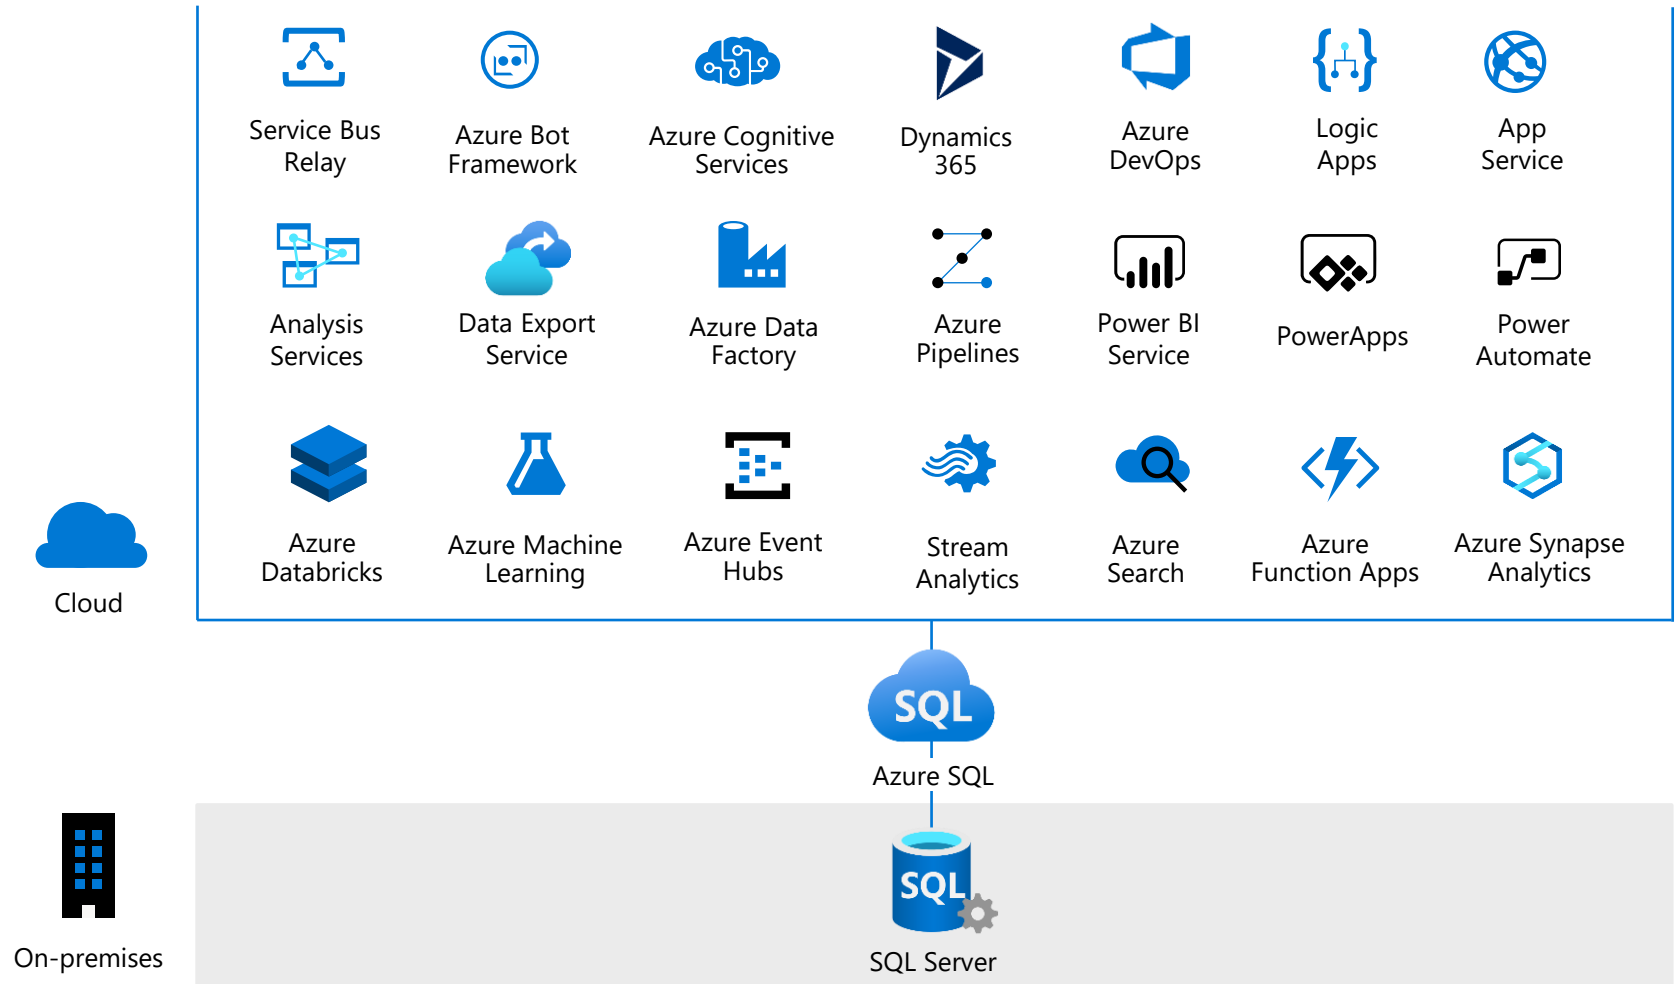 Service Bus
Relay
Azure Bot
Framework
Azure Cognitive
Services
Dynamics
365
Azure
DevOps
Logic
Apps
App
Service
Analysis
Services
Data Export
Service
Azure Data
Factory
Azure
Pipelines
Power BI
Service
PowerApps
Power
Automate
Azure
Databricks
Azure Machine
Learning
Azure Event
Hubs
Stream
Analytics
Azure
Search
Azure
Function Apps
Azure Synapse
Analytics
Cloud
SQL
Azure SQL
SQL
SQL Server
On-premises